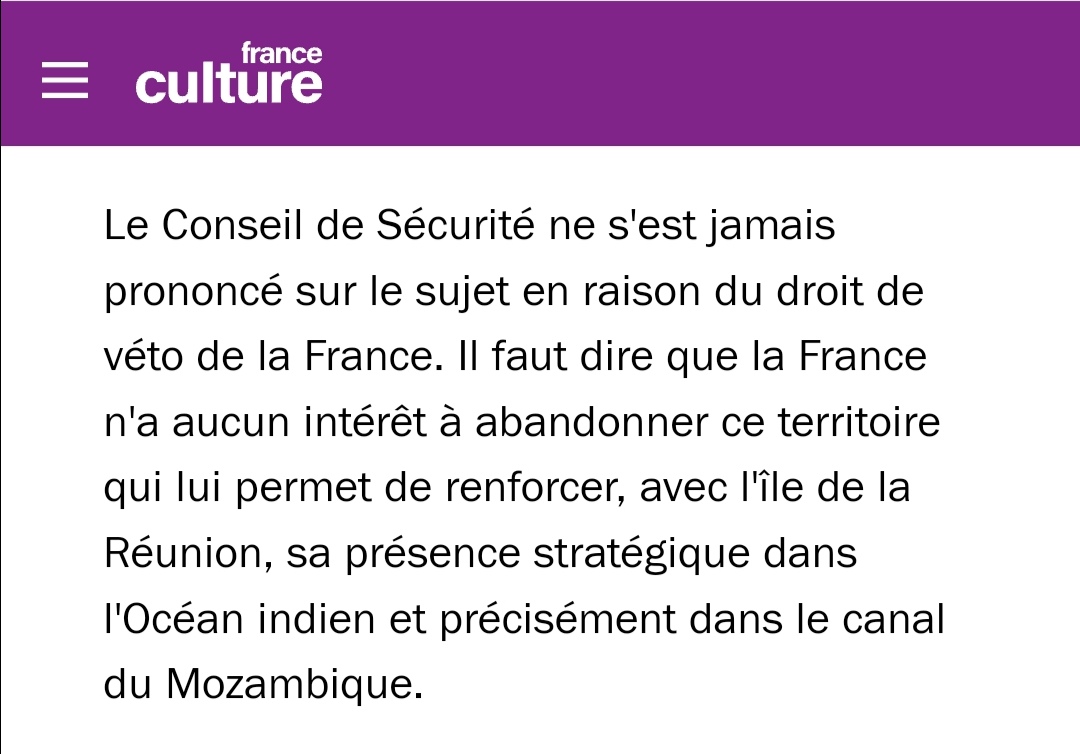 france
culture
Le Conseil de Sécurité ne s'est jamais
prononcé sur le sujet en raison du droit de
véto de la France. Il faut dire que la France
n'a aucun intérêt à abandonner ce territoire
qui lui permet de renforcer, avec l'île de la
Réunion, sa présence stratégique dans
l'Océan indien et précisément dans le canal
du Mozambique.